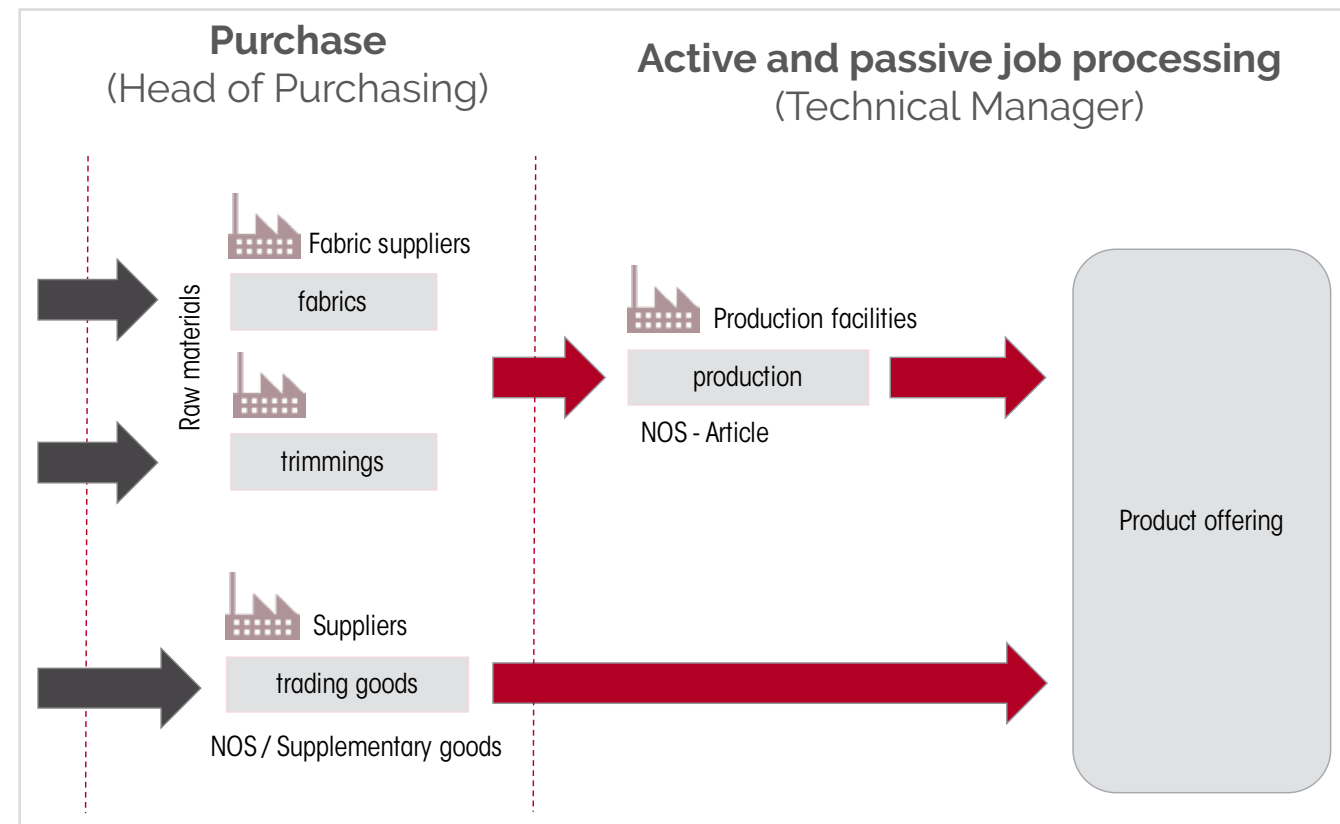 Purchase
(Head of Purchasing)
Active and passive job processing
(Technical Manager)
Raw materials
Fabric suppliers
fabrics
trimmings
Production facilities
production
NOS - Article
Product offering
Suppliers
trading goods
NOS / Supplementary goods